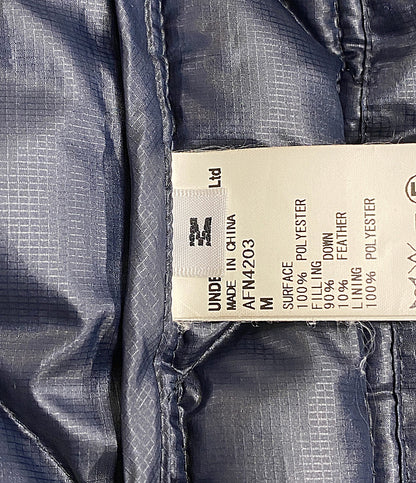 M
UNDE Ltd
MADE IN CHINA
AFN4203
M
SURFACE
100% POLYESTER
FILLING
90% DOWN
10% FEATHER
LINING
100% POLYESTER